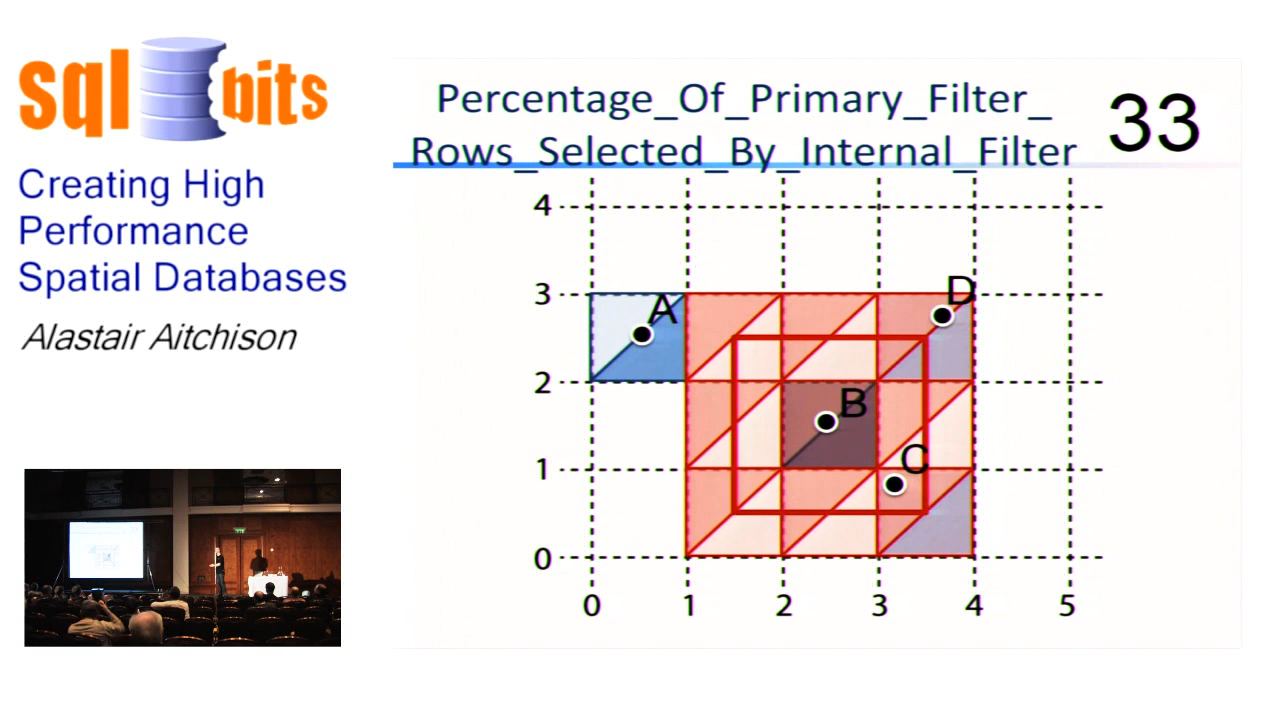 sql bits
Creating High
Performance
Spatial Databases
Alastair Aitchison
Percentage_Of_Primary_Filter_
Rows_Selected_By_Internal_Filter
33
4
3
2
1
0
A
B
C
D
0 1 2 3 4 5